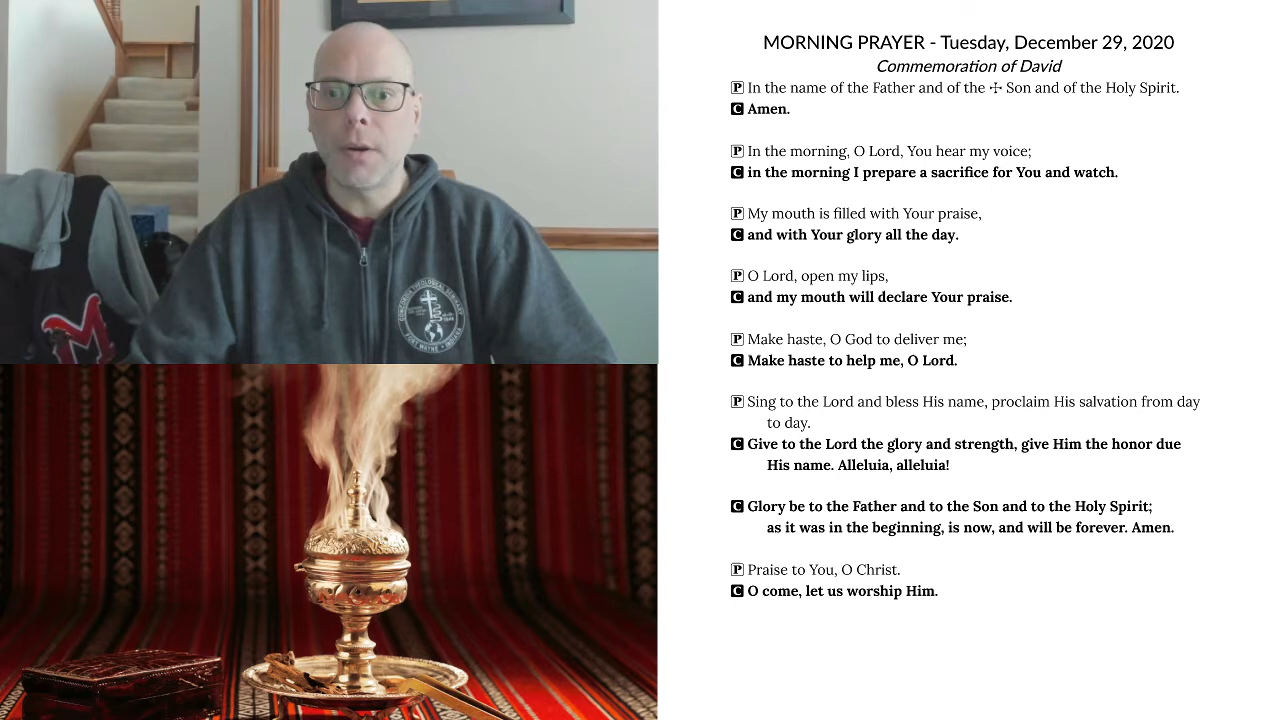 MORNING PRAYER - Tuesday, December 29, 2020
Commemoration of David
P In the name of the Father and of the ☩ Son and of the Holy Spirit.
C Amen.
P In the morning, O Lord, You hear my voice;
C in the morning I prepare a sacrifice for You and watch.
P My mouth is filled with Your praise,
C and with Your glory all the day.
P O Lord, open my lips,
C and my mouth will declare Your praise.
P Make haste, O God to deliver me;
C Make haste to help me, O Lord.
P Sing to the Lord and bless His name, proclaim His salvation from day
to day.
C Give to the Lord the glory and strength, give Him the honor due
His name. Alleluia, alleluia!
C Glory be to the Father and to the Son and to the Holy Spirit;
as it was in the beginning, is now, and will be forever. Amen.
P Praise to You, O Christ.
C O come, let us worship Him.
CONCORDIA THEOLOGICAL SEMINARY
FORT WAYNE • INDIANA
M